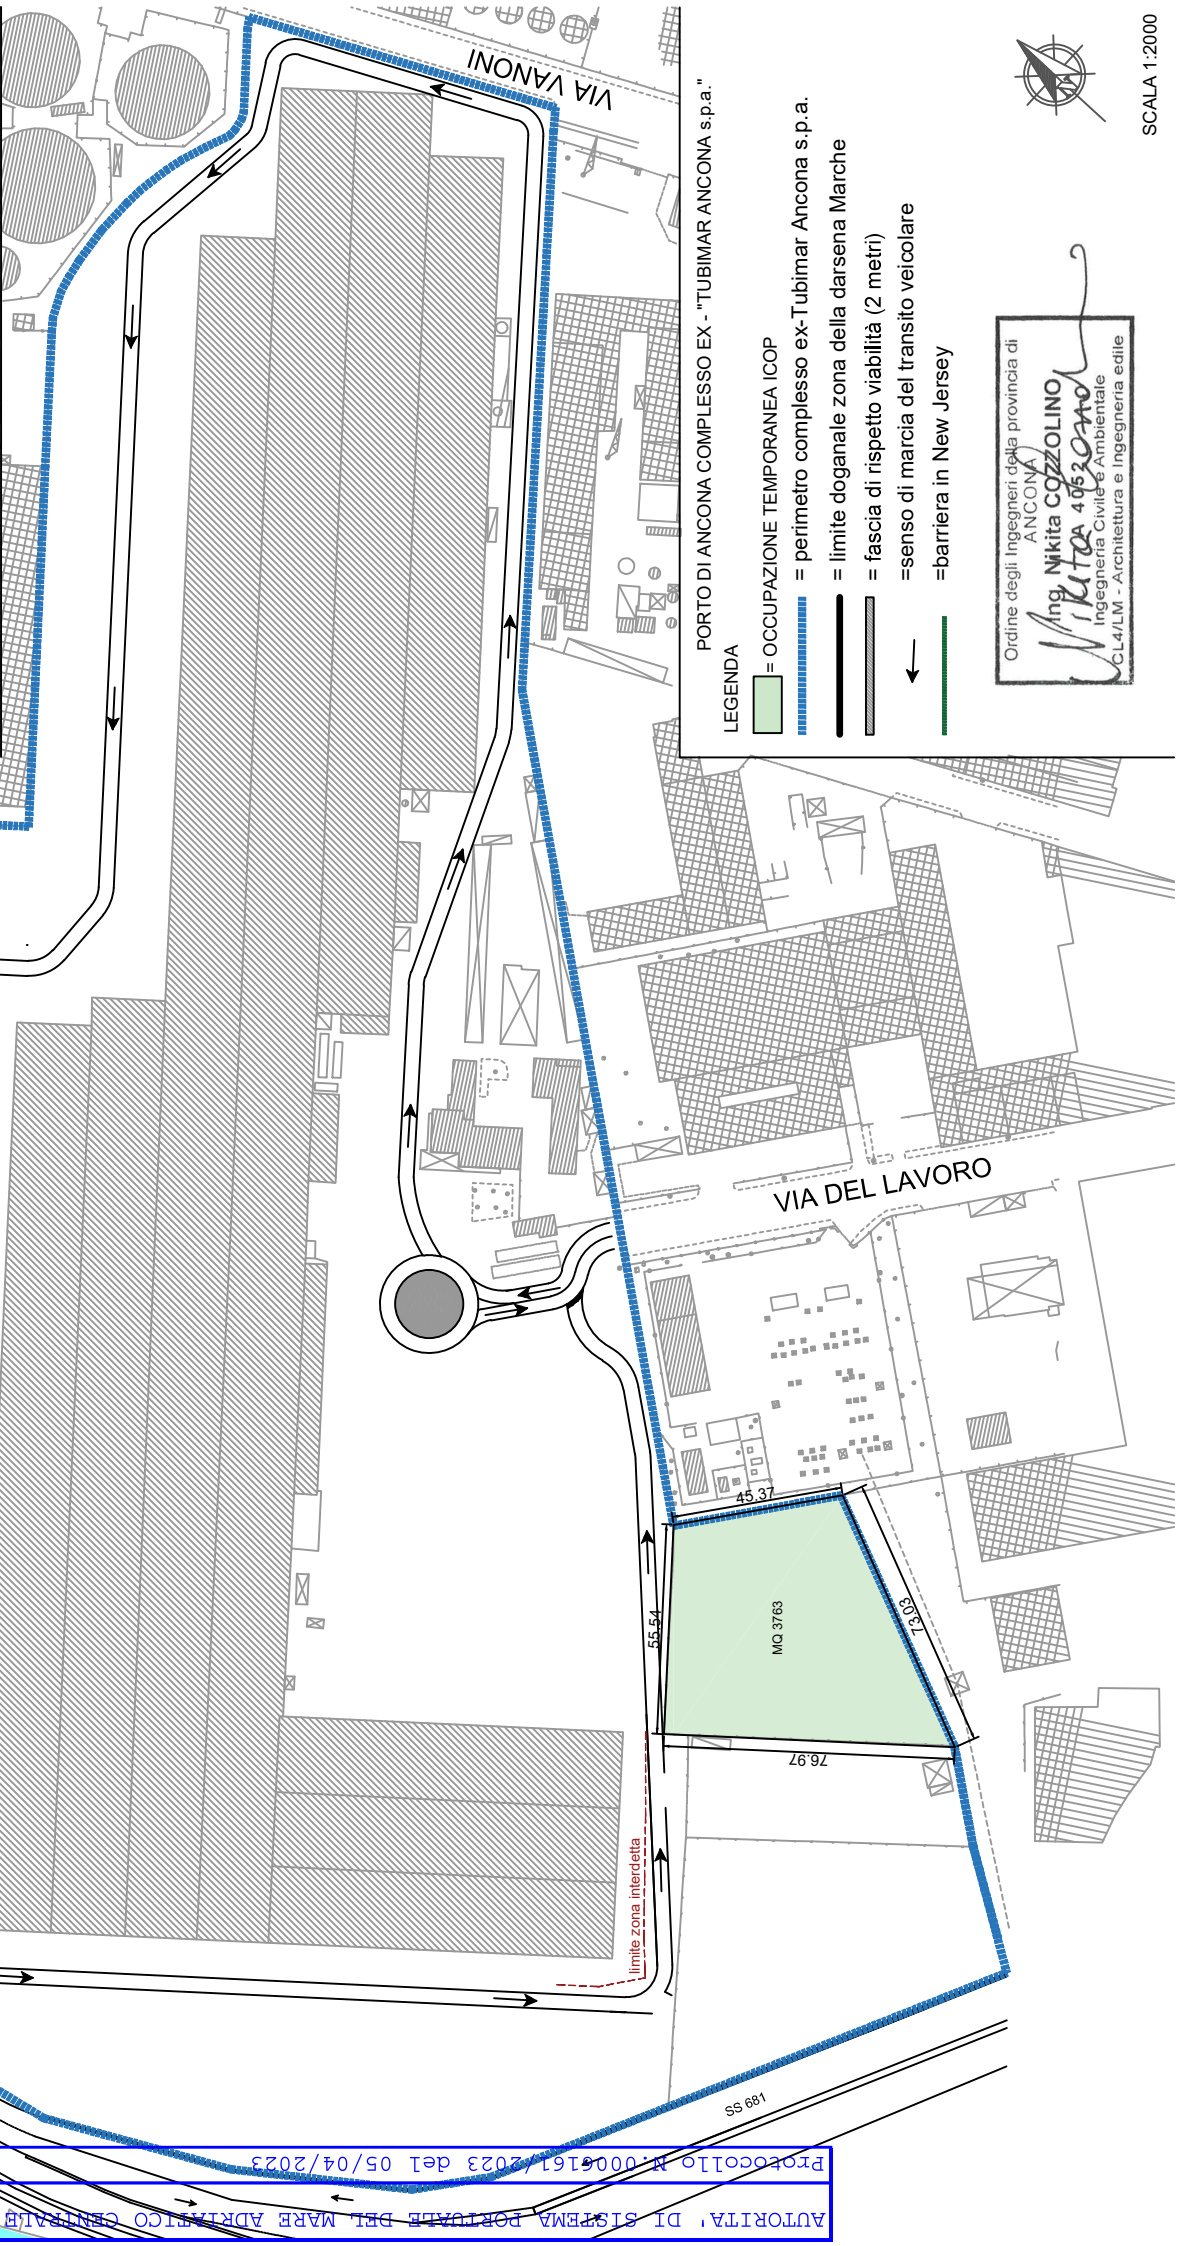 VIA VANONI
PORTO DI ANCONA COMPLESSO EX - "TUBIMAR ANCONA s.p.a."
LEGENDA
= OCCUPAZIONE TEMPORANEA ICOP
= perimetro complesso ex-Tubimar Ancona s.p.a.
= limite doganale zona della darsena Marche
= fascia di rispetto viabilità (2 metri)
=senso di marcia del transito veicolare
=barriera in New Jersey
Ordine degli Ingegneri della provincia di
ANCONA
Ing. Nikita COZZOLINO
A 4052
Ingegneria Civile e Ambientale
CL4/LM - Architettura e Ingegneria edile
SCALA 1:2000
VIA DEL LAVORO
45.37
55.54
MQ 3763
73.03
76.97
limite zona interdetta
SS 681
AUTORITA' DI SISTEMA PORTUALE DEL MARE ADRIATICO CENTRALE
Protocollo N.0006161/2023 del 05/04/2023